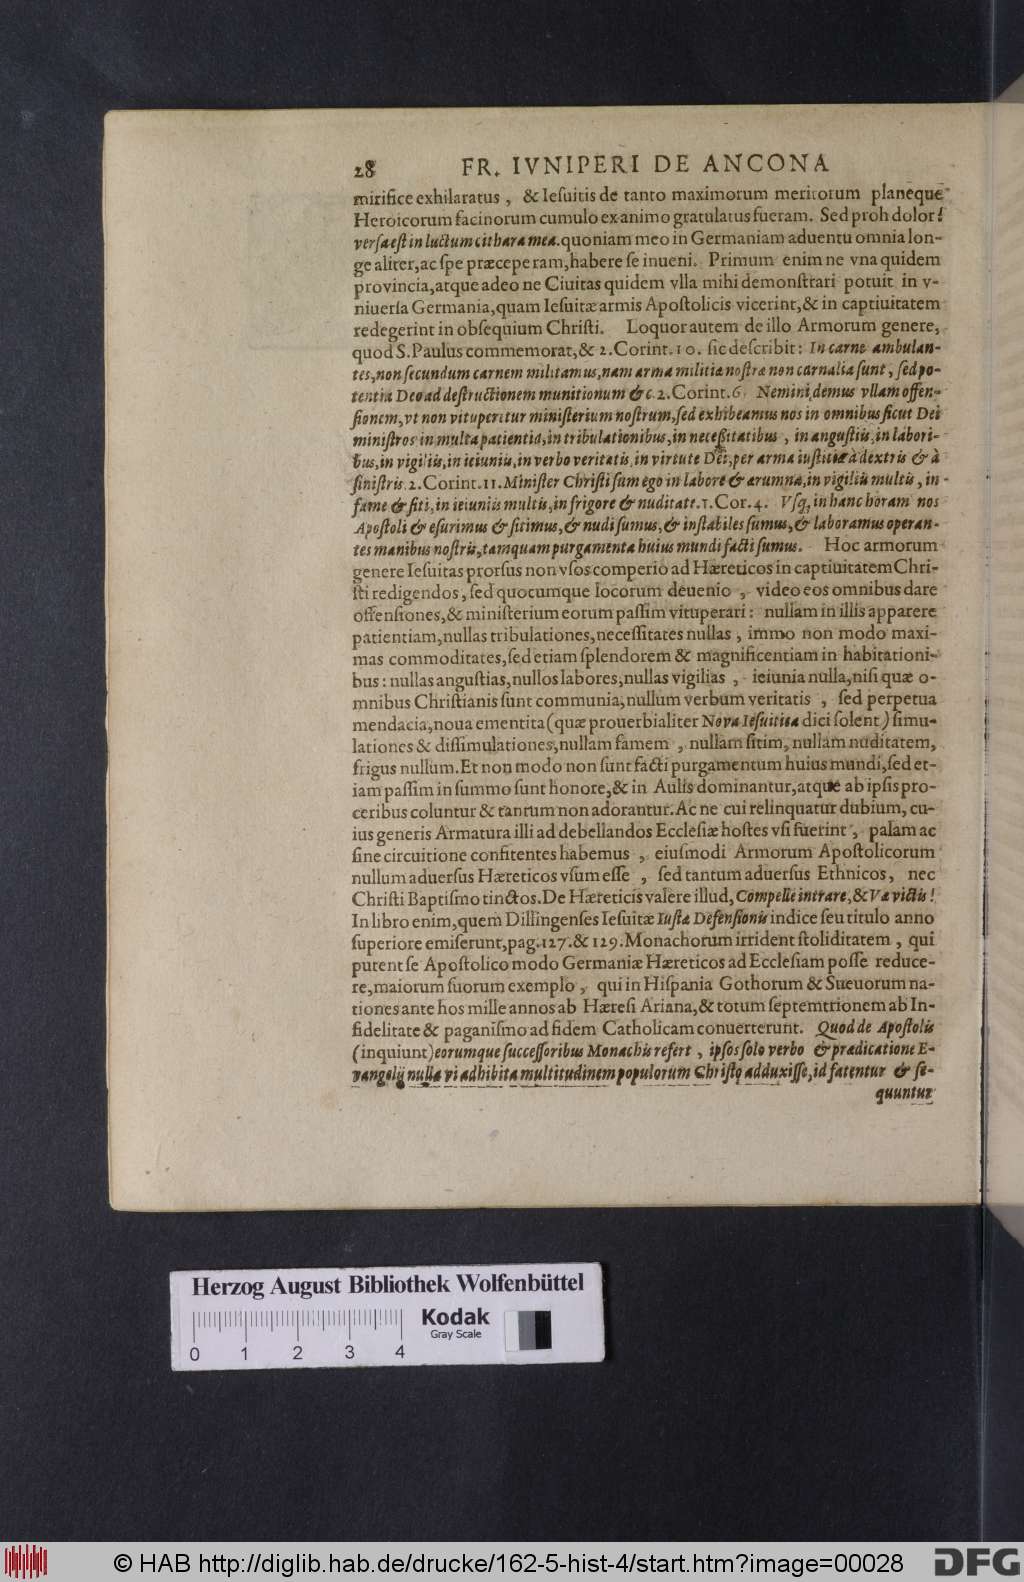 28 FR. IVNIPERI DE ANCONA
mirifice exhilaratus, & Ieſuitis de tanto maximorum meritorum planeque
Heroicorum facinorum cumulo ex animo gratulatus fueram. Sed proh dolor!
verſa eſt in luctum cithara mea. quoniam meo in Germaniam aduentu omnia lon-
ge aliter, ac ſpe præceperam, habere ſe inueni. Primum enim ne vna quidem
provincia, atque adeo ne Ciuitas quidem vlla mihi demonſtrari potuit in v-
niuerſa Germania, quam Ieſuitæ armis Apoſtolicis vicerint, & in captiuitatem
redegerint in obſequium Chriſti. Loquor autem de illo Armorum genere,
quod S. Paulus commemorat, & 2. Corint. 10. ſic deſcribit: In carne ambulan-
tes, non ſecundum carnem militamus, nam arma militiæ noſtræ non carnalia ſunt, ſed po-
tentia Deo ad deſtructionem munitionum &c. 2. Corint. 6. Nemini demus vllam offen-
ſionem, vt non vituperetur miniſterium noſtrum, ſed exhibeamus nos in omnibus ſicut Dei
miniſtros in multa patientia, in tribulationibus, in neceſſitatibus, in anguſtiis, in labori-
bus, in vigiliis, in ieiuniis, in verbo veritatis, in virtute Dei, per arma iuſtitiæ à dextris & à
ſiniſtris. 2. Corint. 11. Miniſter Chriſti ſum ego in labore & ærumna, in vigiliis multis, in
fame & ſiti, in ieiuniis multis, in frigore & nuditate. 1. Cor. 4. Vſq; in hanc horam nos
Apoſtoli & eſurimus & ſitimus, & nudi ſumus, & inſtabiles ſumus, & laboramus operan-
tes manibus noſtris, tamquam purgamenta huius mundi facti ſumus. Hoc armorum
genere Ieſuitas prorſus non vſos comperio ad Hæreticos in captiuitatem Chri-
ſti redigendos, ſed quocumque locorum deuenio, video eos omnibus dare
offenſiones, & miniſterium eorum paſſim vituperari: nullam in illis apparere
patientiam, nullas tribulationes, neceſſitates nullas, immo non modo maxi-
mas commoditates, ſed etiam ſplendorem & magnificentiam in habitationi-
bus: nullas anguſtias, nullos labores, nullas vigilias, ieiunia nulla, niſi quæ o-
mnibus Chriſtianis ſunt communia, nullum verbum veritatis, ſed perpetua
mendacia, noua ementita (quæ prouerbialiter Nova Ieſuitica dici ſolent) ſimu-
lationes & diſſimulationes, nullam famem, nullam ſitim, nullam nuditatem,
frigus nullum. Et non modo non ſunt facti purgamentum huius mundi, ſed et-
iam paſſim in ſummo ſunt honore, & in Aulis dominantur, atque ab ipſis pro-
ceribus coluntur & tantum non adorantur. Ac ne cui relinquatur dubium, cu-
ius generis Armatura illi ad debellandos Eccleſiæ hoſtes vſi fuerint, palam ac
ſine circuitione confitentes habemus, eiuſmodi Armorum Apoſtolicorum
nullum aduerſus Hæreticos vſum eſſe, ſed tantum aduerſus Ethnicos, nec
Chriſti Baptiſmo tinctos. De Hæreticis valere illud, Compelle intrare, & Væ victis!
In libro enim, quem Dillingenſes Ieſuitæ Iuſtæ Defenſionis indice ſeu titulo anno
ſuperiore emiſerunt, pag. 127. & 129. Monachorum irrident ſtoliditatem, qui
putent ſe Apoſtolico modo Germaniæ Hæreticos ad Eccleſiam poſſe reduce-
re, maiorum ſuorum exemplo, qui in Hiſpania Gothorum & Sueuorum na-
tiones ante hos mille annos ab Hæreſi Ariana, & totum ſeptemtrionem ab In-
fidelitate & paganiſmo ad fidem Catholicam conuerterunt. Quod de Apoſtolis
(inquiunt) eorumque ſucceſſoribus Monachis refert, ipſos ſolo verbo & prædicatione E-
vangelij nulla vi adhibita multitudinem populorum Chriſto adduxiſſe, id fatentur & ſe-
quuntur
Herzog August Bibliothek Wolfenbüttel
Kodak
Gray Scale
0 1 2 3 4
© HAB http://diglib.hab.de/drucke/162-5-hist-4/start.htm?image=00028
DFG